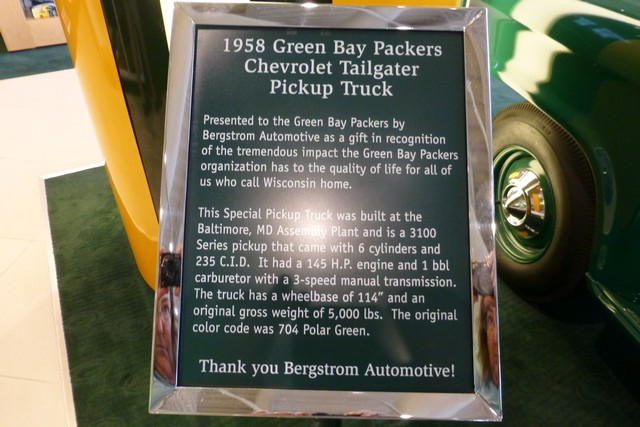 1958 Green Bay Packers
Chevrolet Tailgater
Pickup Truck
Presented to the Green Bay Packers by
Bergstrom Automotive as a gift in recognition
of the tremendous impact the Green Bay Packers
organization has to the quality of life for all of
us who call Wisconsin home.
This Special Pickup Truck was built at the
Baltimore, MD Assembly Plant and is a 3100
Series pickup that came with 6 cylinders and
235 C.I.D.  It had a 145 H.P. engine and 1 bbl
carburetor with a 3-speed manual transmission.
The truck has a wheelbase of 114” and an
original gross weight of 5,000 lbs.  The original
color code was 704 Polar Green.
Thank you Bergstrom Automotive!